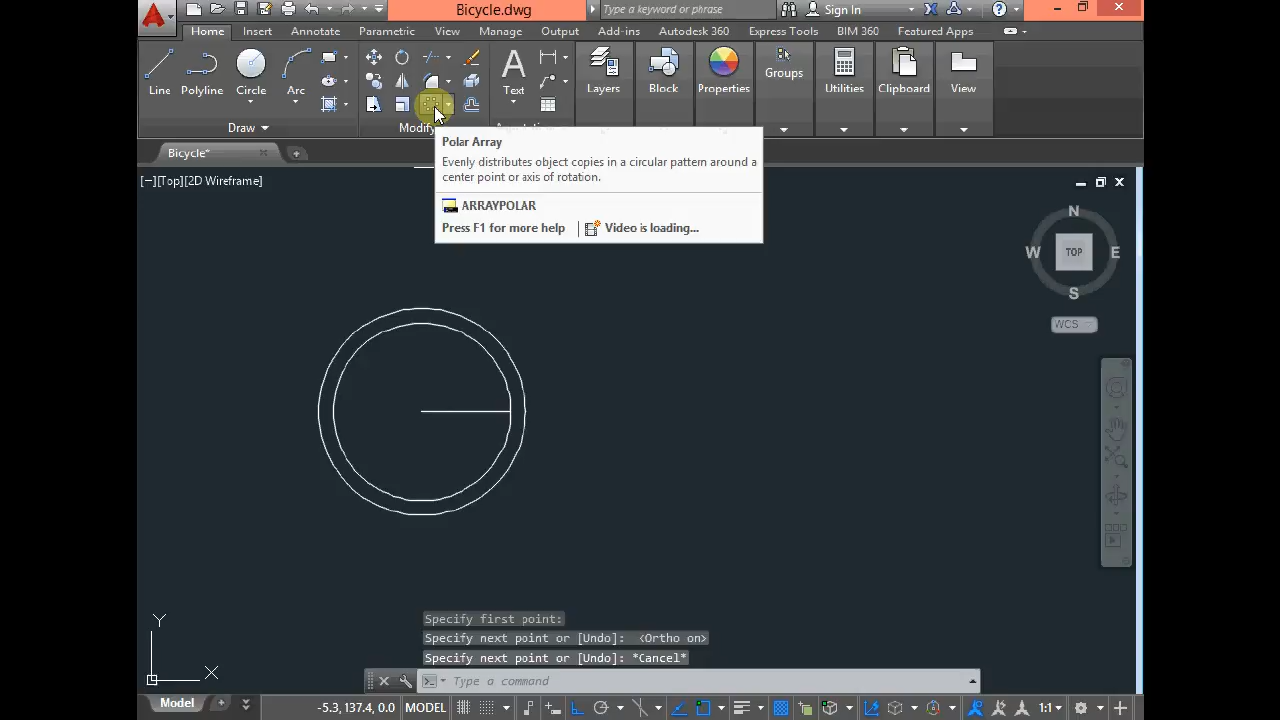 Bicycle.dwg
Type a keyword or phrase
Sign In
Home
Insert
Annotate
Parametric
View
Manage
Output
Add-ins
Autodesk 360
Express Tools
BIM 360
Featured Apps
Line
Polyline
Circle
Arc
Text
Layers
Block
Properties
Groups
Utilities
Clipboard
View
Draw
Modify
Bicycle*
Polar Array
Evenly distributes object copies in a circular pattern around a
center point or axis of rotation.
ARRAYPOLAR
Press F1 for more help
Video is loading...
[−][Top][2D Wireframe]
N
W
TOP
E
S
WCS
Y
X
Specify first point:
Specify next point or [Undo]:  <Ortho on>
Specify next point or [Undo]: *Cancel*
Type a command
Model
-5.3, 137.4, 0.0
MODEL
1:1